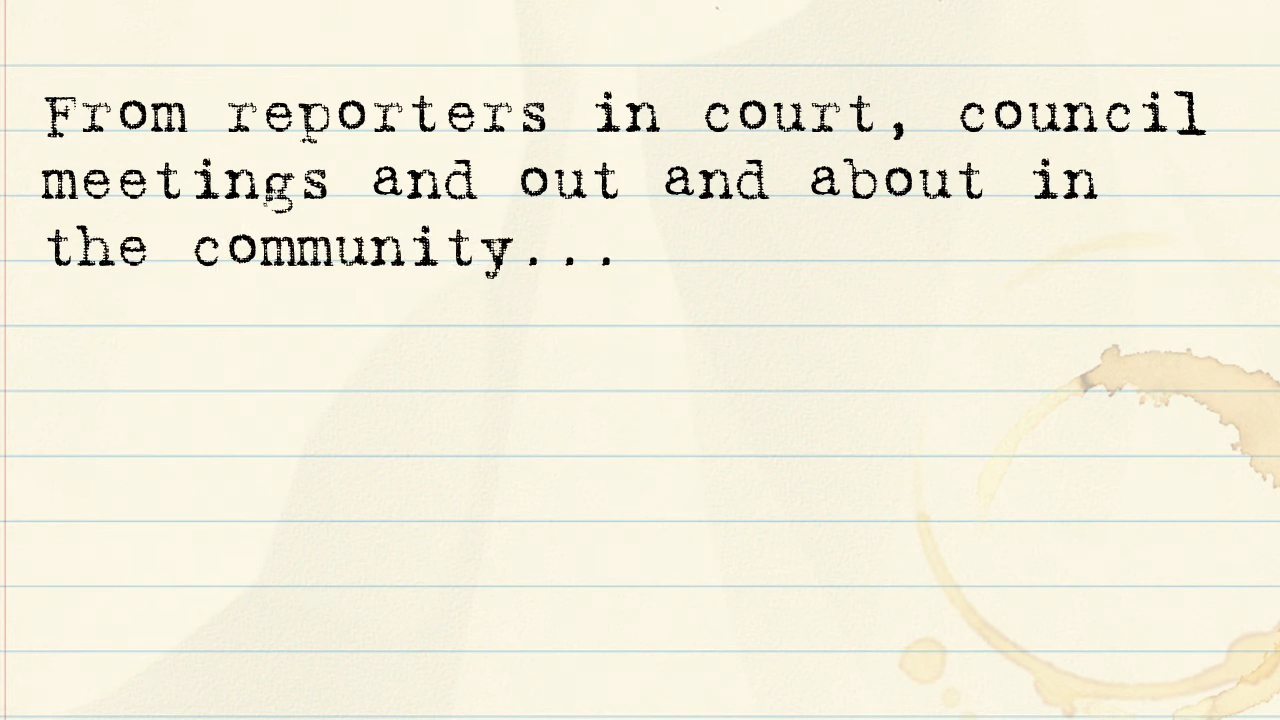 From reporters in court, council
meetings and out and about in
the community...